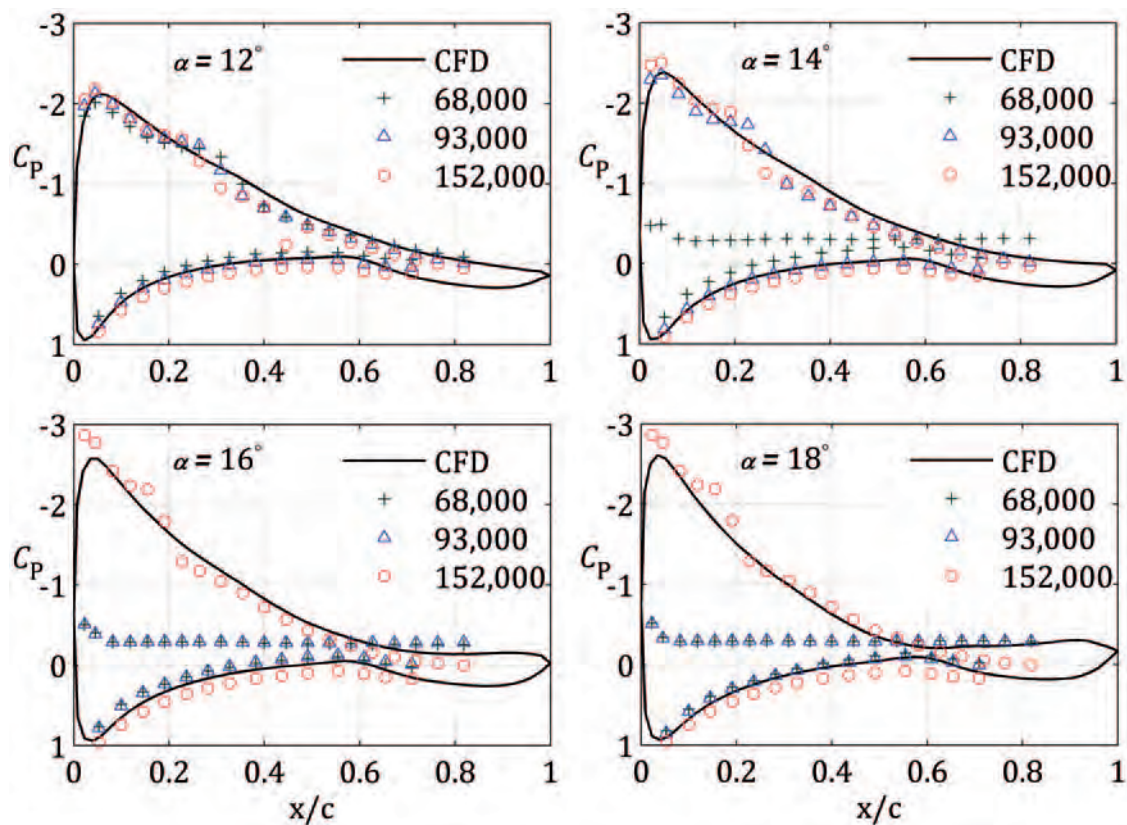 -3
α = 12°
CFD
-2
68,000
93,000
C_P
-1
152,000
0
1
0 0.2 0.4 0.6 0.8 1
-3
α = 14°
CFD
-2
68,000
93,000
C_P
-1
152,000
0
1
0 0.2 0.4 0.6 0.8 1
-3
α = 16°
CFD
-2
68,000
93,000
C_P
-1
152,000
0
1
0 0.2 0.4 0.6 0.8 1
x/c
-3
α = 18°
CFD
-2
68,000
93,000
C_P
-1
152,000
0
1
0 0.2 0.4 0.6 0.8 1
x/c